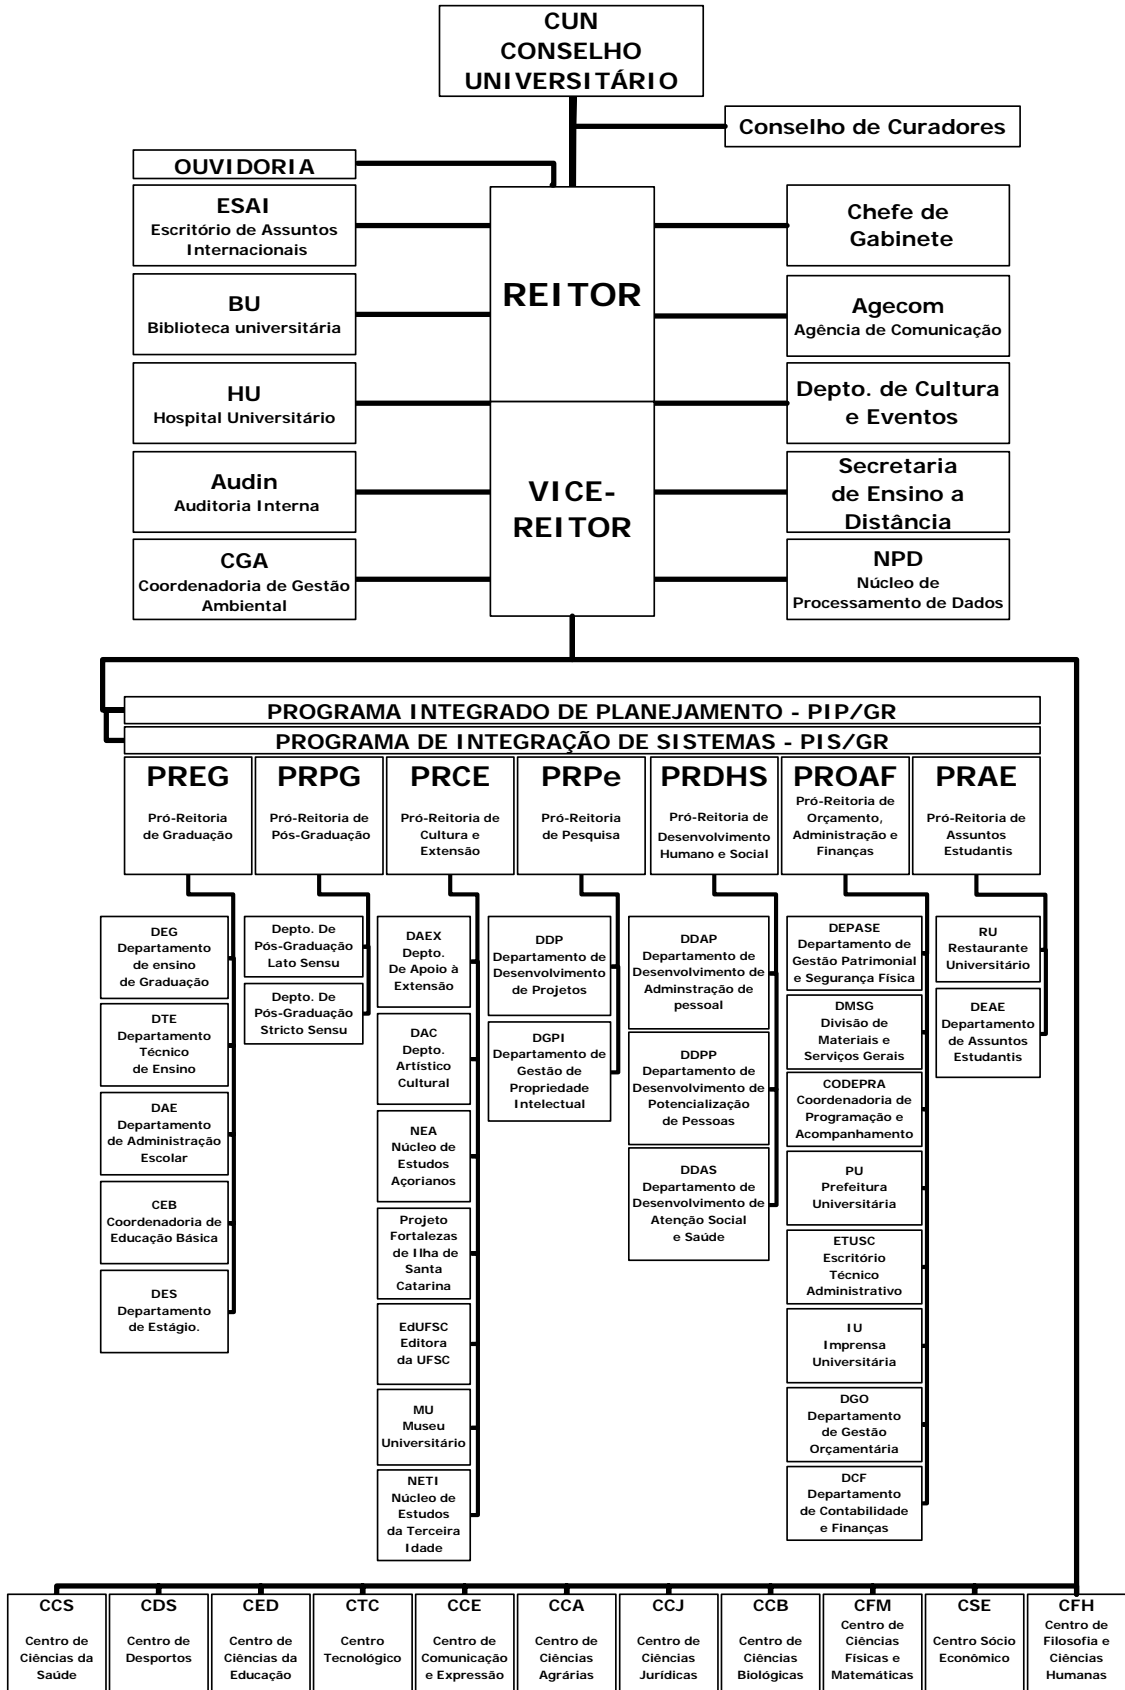 CUN
CONSELHO
UNIVERSITÁRIO
Conselho de Curadores
OUVIDORIA
ESAI
Escritório de Assuntos
Internacionais
BU
Biblioteca universitária
HU
Hospital Universitário
Audin
Auditoria Interna
CGA
Coordenadoria de Gestão
Ambiental
REITOR
VICE-
REITOR
Chefe de
Gabinete
Agecom
Agência de Comunicação
Depto. de Cultura
e Eventos
Secretaria
de Ensino a
Distância
NPD
Núcleo de
Processamento de Dados
PROGRAMA INTEGRADO DE PLANEJAMENTO - PIP/GR
PROGRAMA DE INTEGRAÇÃO DE SISTEMAS - PIS/GR
PREG
Pró-Reitoria
de Graduação
PRPG
Pró-Reitoria de
Pós-Graduação
PRCE
Pró-Reitoria de
Cultura e
Extensão
PRPe
Pró-Reitoria
de Pesquisa
PRDHS
Pró-Reitoria de
Desenvolvimento
Humano e Social
PROAF
Pró-Reitoria de
Orçamento,
Administração e
Finanças
PRAE
Pró-Reitoria de
Assuntos
Estudantis
DEG
Departamento
de ensino
de Graduação
DTE
Departamento
Técnico
de Ensino
DAE
Departamento
de Administração
Escolar
CEB
Coordenadoria de
Educação Básica
DES
Departamento
de Estágio.
Depto. De
Pós-Graduação
Lato Sensu
Depto. De
Pós-Graduação
Stricto Sensu
DAEX
Depto.
De Apoio à
Extensão
DAC
Depto.
Artístico
Cultural
NEA
Núcleo de
Estudos
Açorianos
Projeto
Fortalezas
de Ilha de
Santa
Catarina
EdUFSC
Editora
da UFSC
MU
Museu
Universitário
NETI
Núcleo de
Estudos
da Terceira
Idade
DDP
Departamento de
Desenvolvimento
de Projetos
DGPI
Departamento de
Gestão de
Propriedade
Intelectual
DDAP
Departamento de
Desenvolvimento de
Adminstração de
pessoal
DDPP
Departamento de
Desenvolvimento de
Potencialização
de Pessoas
DDAS
Departamento de
Desenvolvimento de
Atenção Social
e Saúde
DEPASE
Departamento de
Gestão Patrimonial
e Segurança Física
DMSG
Divisão de
Materiais e
Serviços Gerais
CODEPRA
Coordenadoria de
Programação e
Acompanhamento
PU
Prefeitura
Universitária
ETUSC
Escritório
Técnico
Administrativo
IU
Imprensa
Universitária
DGO
Departamento
de Gestão
Orçamentária
DCF
Departamento
de Contabilidade
e Finanças
RU
Restaurante
Universitário
DEAE
Departamento
de Assuntos
Estudantis
CCS
Centro de
Ciências da
Saúde
CDS
Centro de
Desportos
CED
Centro de
Ciências da
Educação
CTC
Centro
Tecnológico
CCE
Centro de
Comunicação
e Expressão
CCA
Centro de
Ciências
Agrárias
CCJ
Centro de
Ciências
Jurídicas
CCB
Centro de
Ciências
Biológicas
CFM
Centro de
Ciências
Físicas e
Matemáticas
CSE
Centro Sócio
Econômico
CFH
Centro de
Filosofia e
Ciências
Humanas